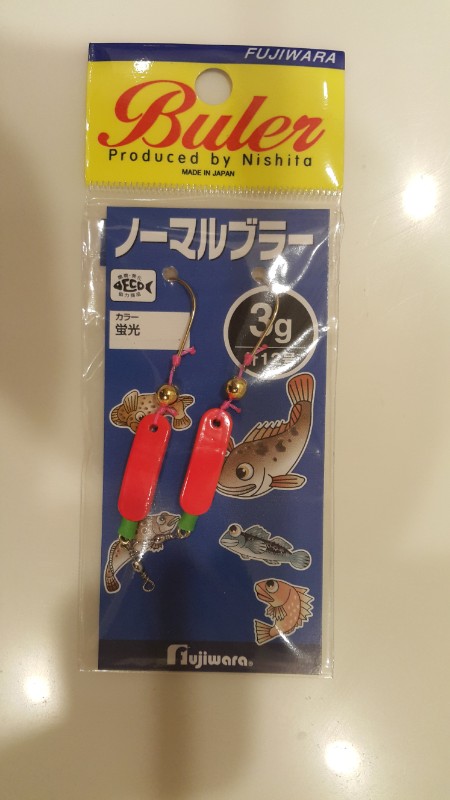 FUJIWARA
Buler
Produced by Nishita
MADE IN JAPAN
ノーマルブラー
ECO
カラー
蛍光
3g
Fujiwara®